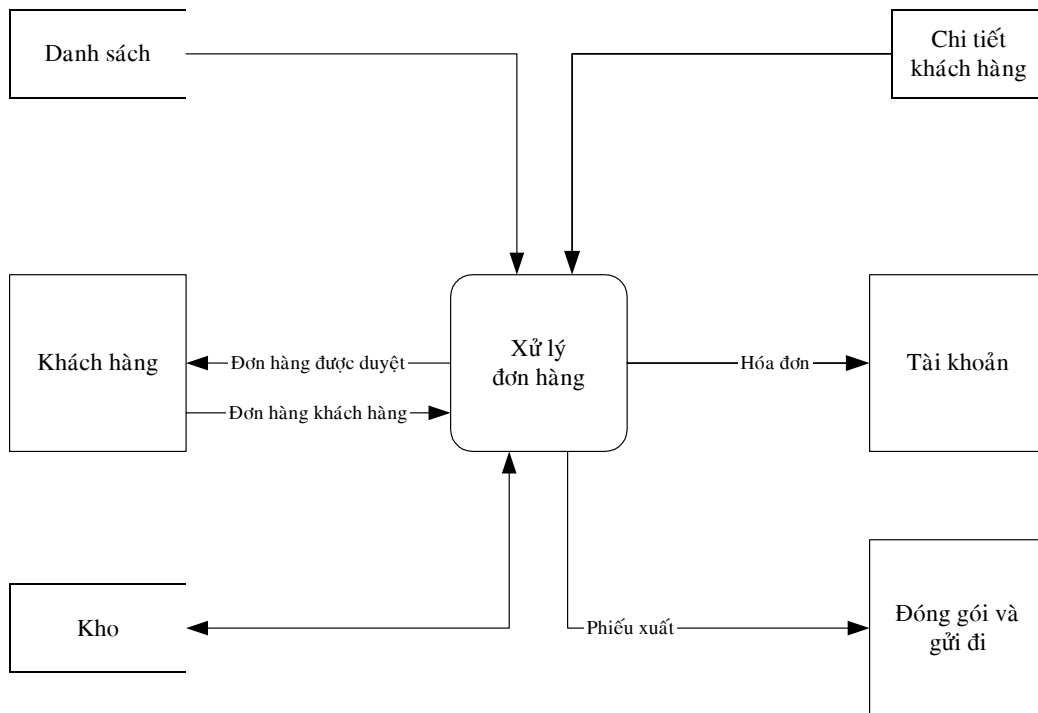 Danh sách
Chi tiết
khách hàng
Khách hàng
Đơn hàng được duyệt
Đơn hàng khách hàng
Xử lý
đơn hàng
Hóa đơn
Tài khoản
Kho
Phiếu xuất
Đóng gói và
gửi đi